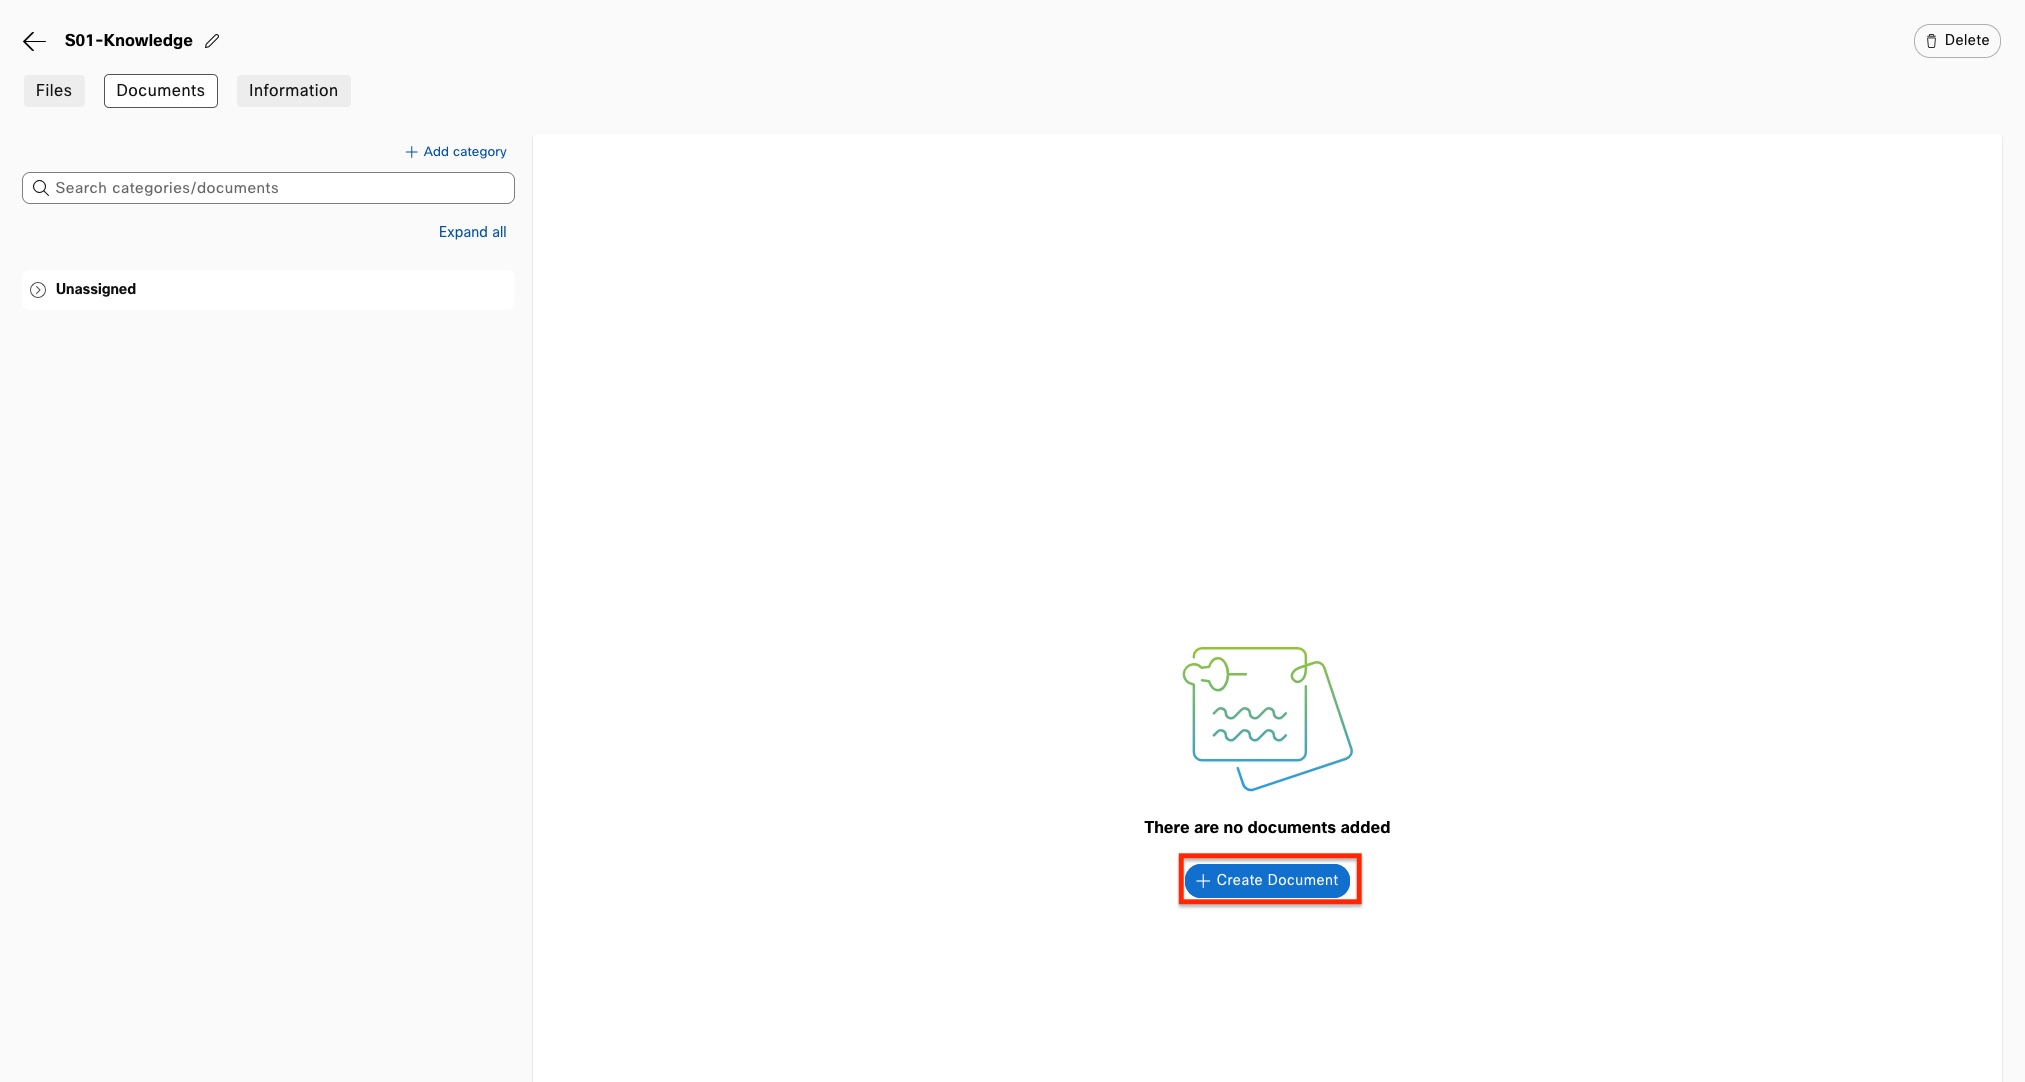 S01-Knowledge
Delete
Files
Documents
Information
Add category
Search categories/documents
Expand all
Unassigned
There are no documents added
Create Document